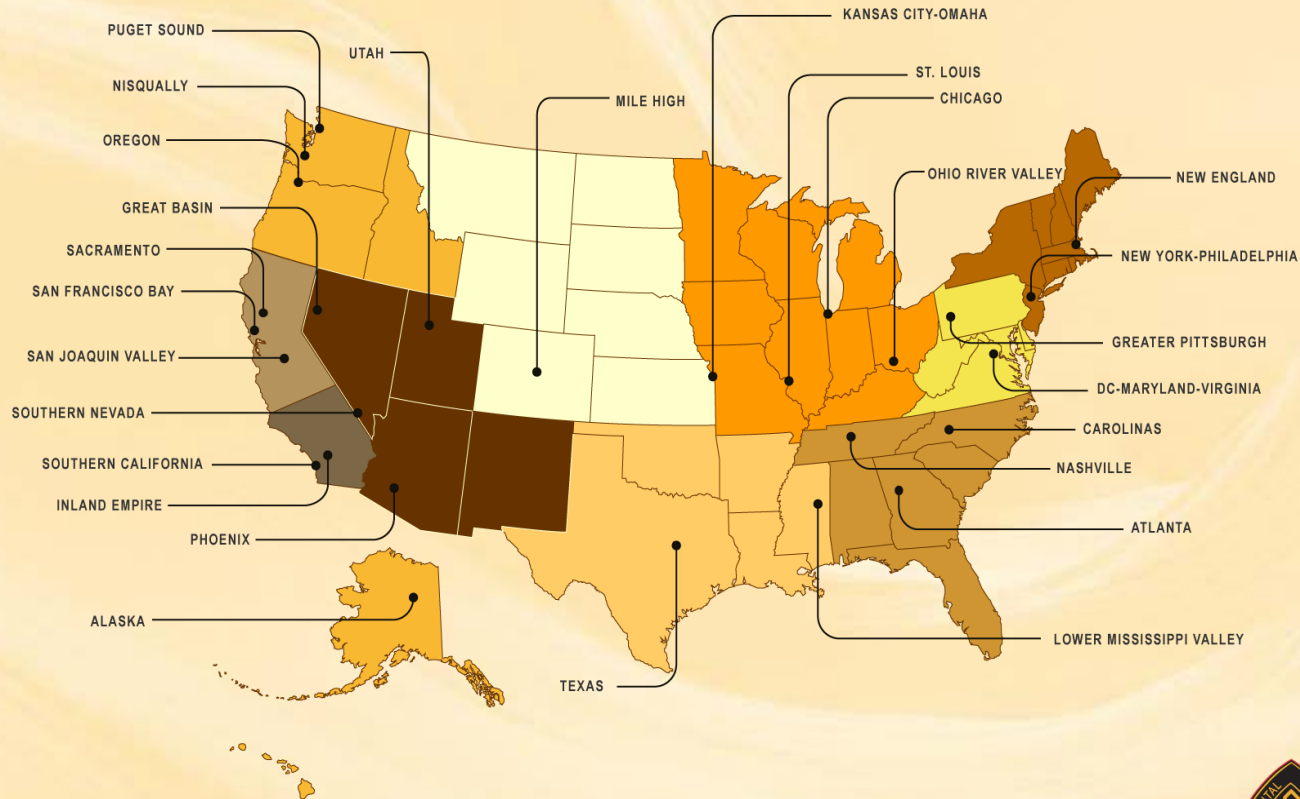 KANSAS CITY-OMAHA
PUGET SOUND
UTAH
ST. LOUIS
NISQUALLY
MILE HIGH
CHICAGO
OREGON
OHIO RIVER VALLEY
NEW ENGLAND
GREAT BASIN
SACRAMENTO
NEW YORK-PHILADELPHIA
SAN FRANCISCO BAY
GREATER PITTSBURGH
SAN JOAQUIN VALLEY
DC-MARYLAND-VIRGINIA
SOUTHERN NEVADA
CAROLINAS
SOUTHERN CALIFORNIA
NASHVILLE
INLAND EMPIRE
ATLANTA
PHOENIX
ALASKA
LOWER MISSISSIPPI VALLEY
TEXAS